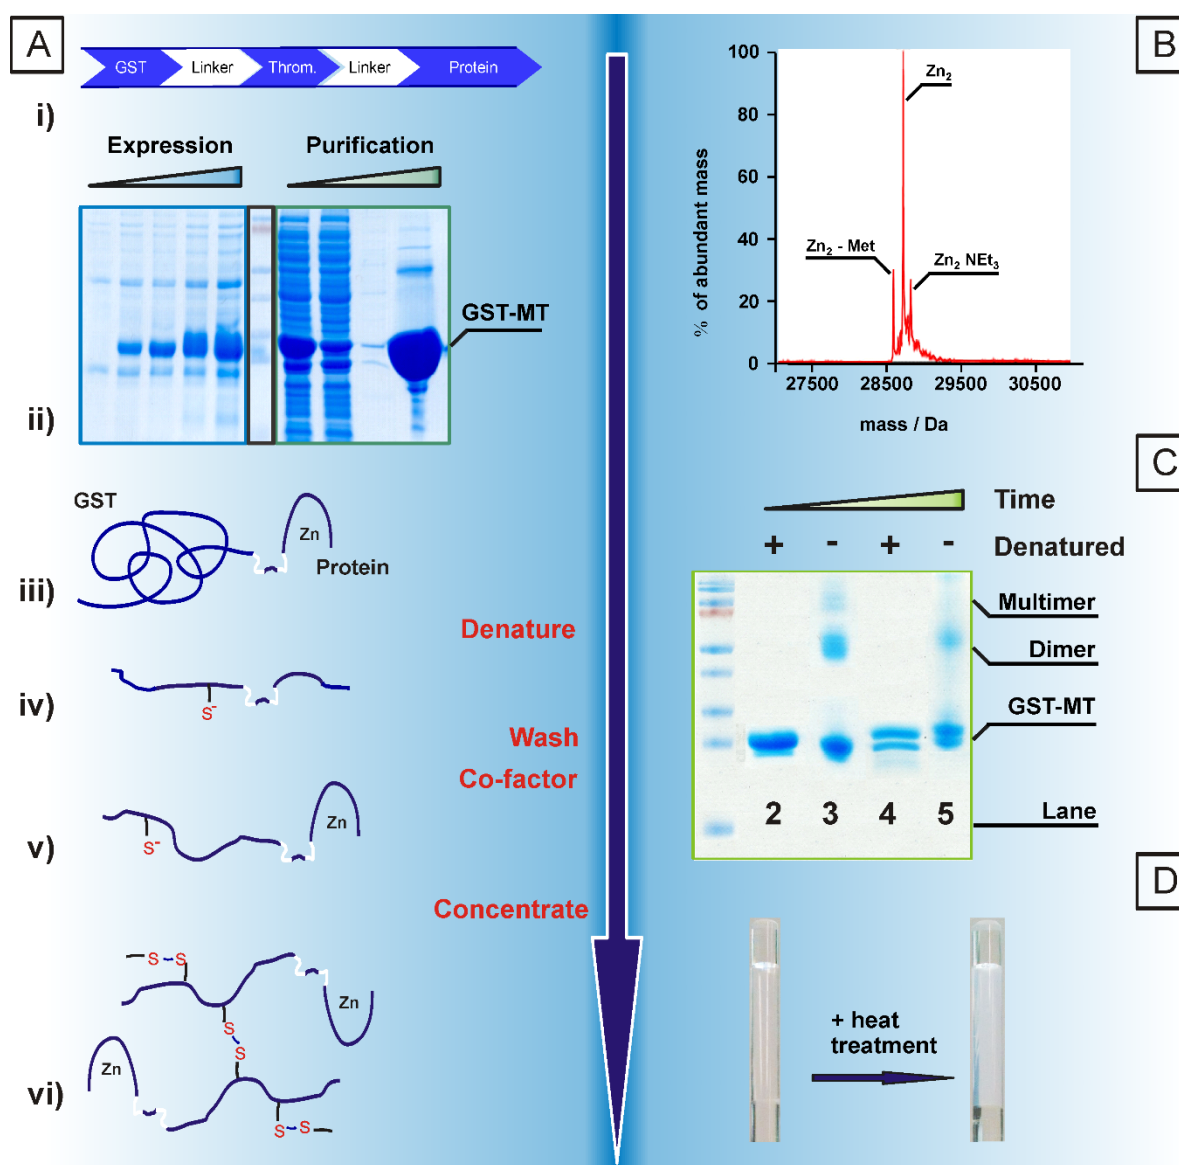 A
GST Linker Throm. Linker Protein
i)
Expression Purification
GST-MT
ii)
GST
Zn
Protein
iii)
Denature
iv)
S-
Wash
Co-factor
v)
S-
Zn
Concentrate
S S
Zn
S
S
Zn
vi)
S S
B
% of abundant mass
100
80
60
40
20
0
Zn2
Zn2 - Met
Zn2 NEt3
27500 28500 29500 30500
mass / Da
C
Time
+ - + - Denatured
Multimer
Dimer
GST-MT
2 3 4 5 Lane
D
+ heat
treatment